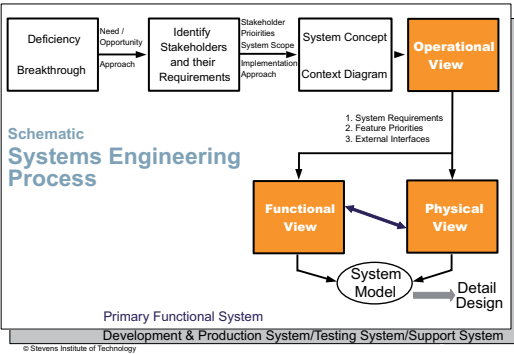 Deficiency
Breakthrough
Need /
Opportunity
Approach
Identify
Stakeholders
and their
Requirements
Stakeholder
Priorities
System Scope
Implementation
Approach
System Concept
Context Diagram
Operational
View
1. System Requirements
2. Feature Priorities
3. External Interfaces
Schematic
Systems Engineering
Process
Functional
View
Physical
View
System
Model
Detail
Design
Primary Functional System
Development & Production System/Testing System/Support System
© Stevens Institute of Technology